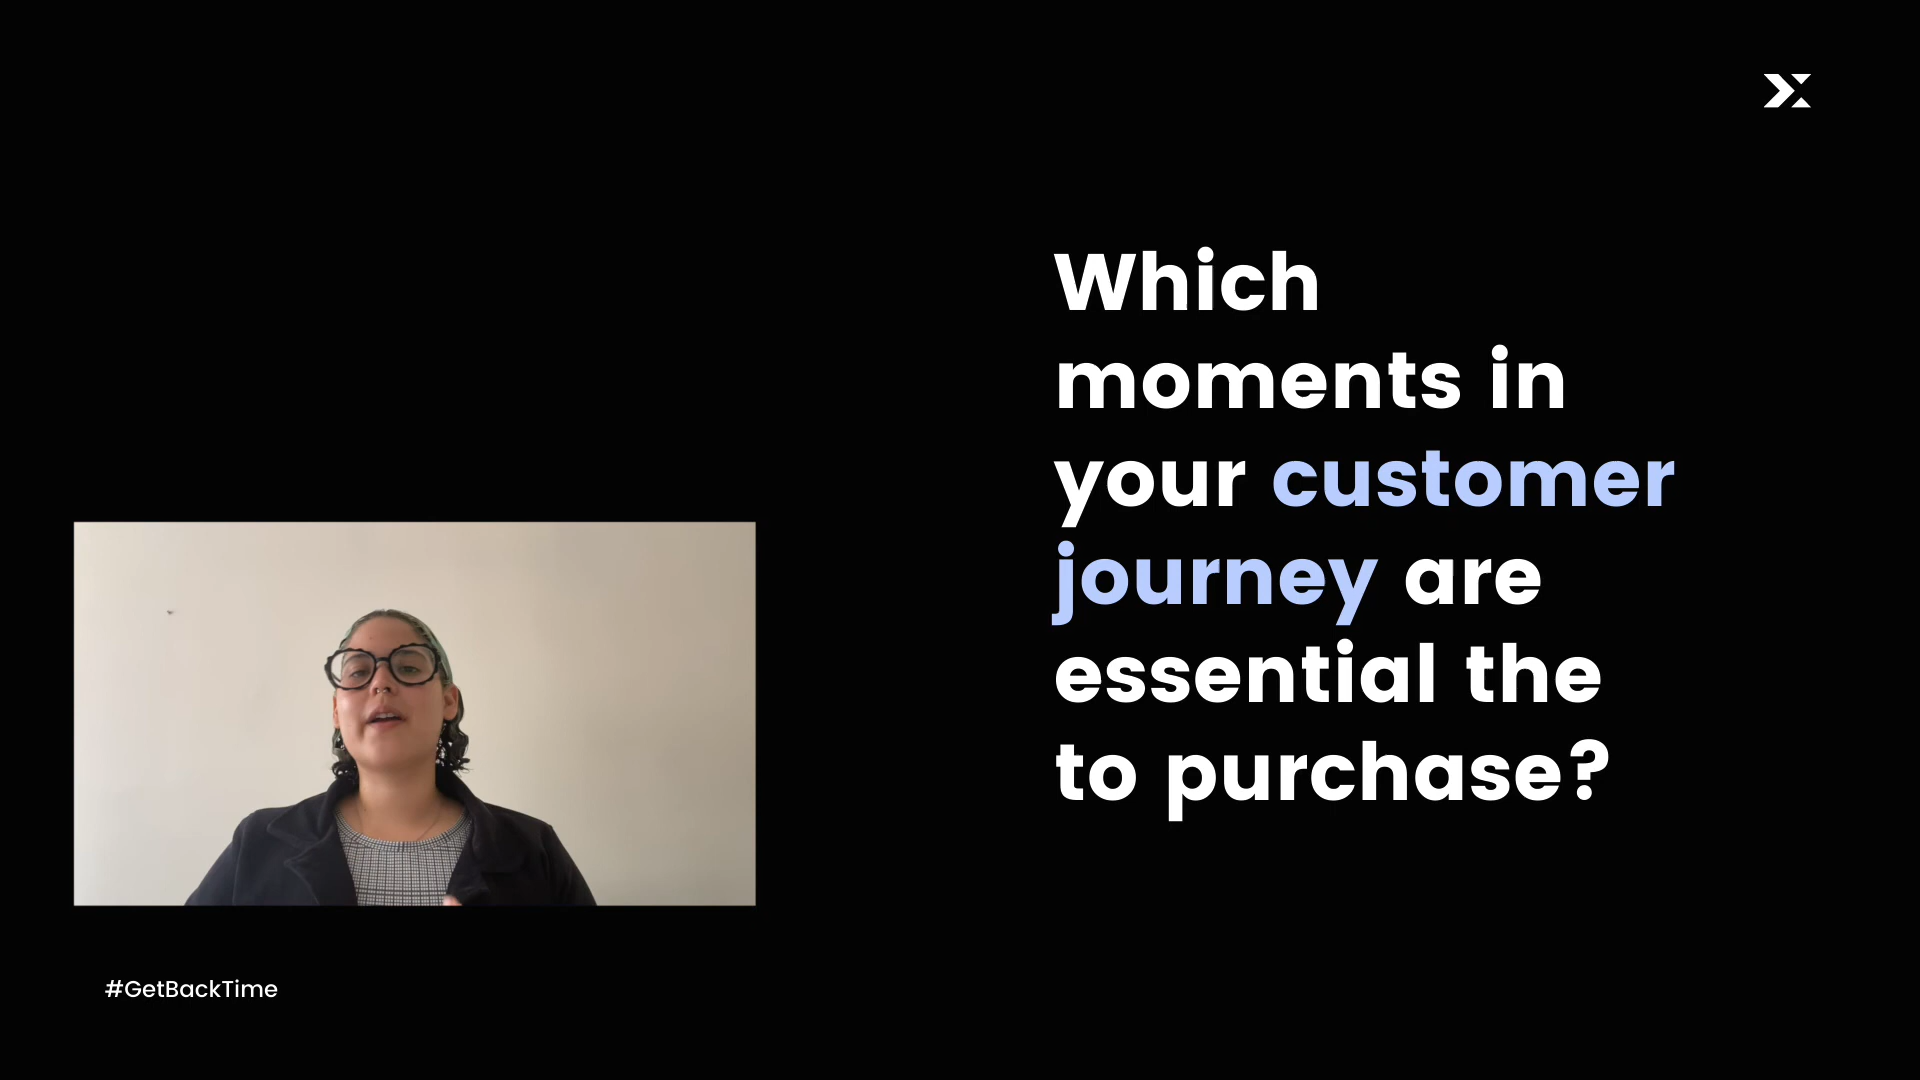 Which
moments in
your customer
journey are
essential the
to purchase?
#GetBackTime